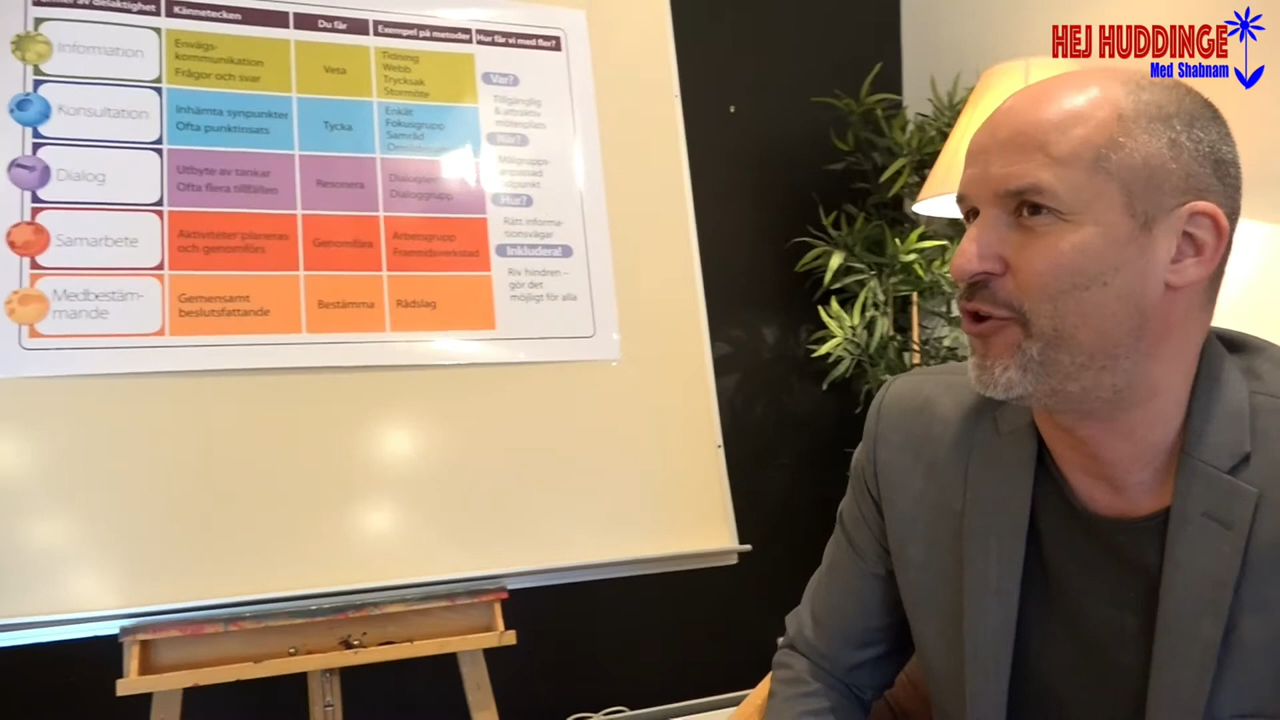 HEJ HUDDINGE
Med Shabnam
av delaktighet
Kännetecken
Du får
Exempel på metoder
Hur får vi med fler?
Information
Envägs-
kommunikation
Frågor och svar
Veta
Tidning
Webb
Trycksak
Stormöte
Konsultation
Inhämta synpunkter
Ofta punktinsats
Tycka
Enkät
Fokusgrupp
Samråd
Dialog
Utbyte av tankar
Ofta flera tillfällen
Resonera
Dialoggrupp
Samarbete
Aktiviteter planeras
och genomförs
Genomföra
Arbetsgrupp
Framtidsverkstad
Medbestäm-
mande
Gemensamt
beslutsfattande
Bestämma
Rådslag
Var?
Tillgänglig
& attraktiv
mötesplats
När?
Målgrupps-
anpassad
tidpunkt
Hur?
Rätt informa-
tionsvägar
Inkludera!
Riv hindren –
gör det
möjligt för alla